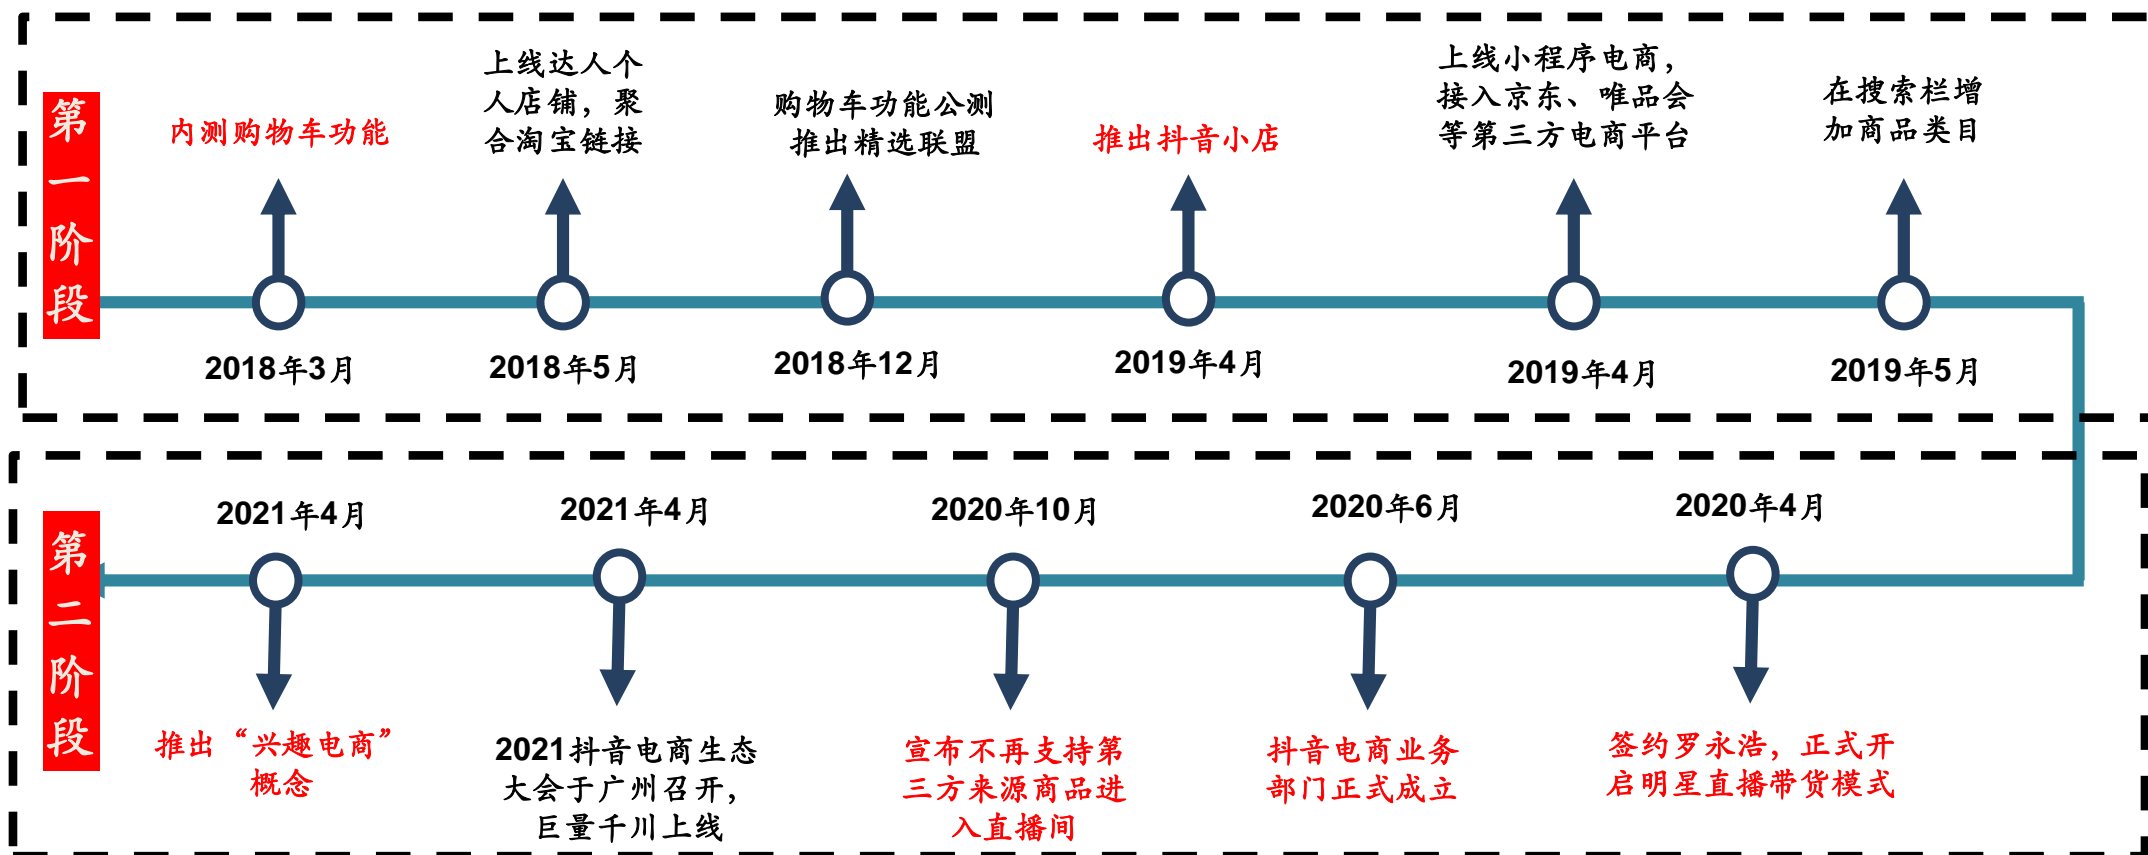 第一阶段
内测购物车功能
2018年3月
上线达人个
人店铺，聚
合淘宝链接
2018年5月
购物车功能公测
推出精选联盟
2018年12月
推出抖音小店
2019年4月
上线小程序电商，
接入京东、唯品会
等第三方电商平台
2019年4月
在搜索栏增
加商品类目
2019年5月
第二阶段
2021年4月
推出“兴趣电商”
概念
2021年4月
2021抖音电商生态
大会于广州召开，
巨量千川上线
2020年10月
宣布不再支持第
三方来源商品进
入直播间
2020年6月
抖音电商业务
部门正式成立
2020年4月
签约罗永浩，正式开
启明星直播带货模式